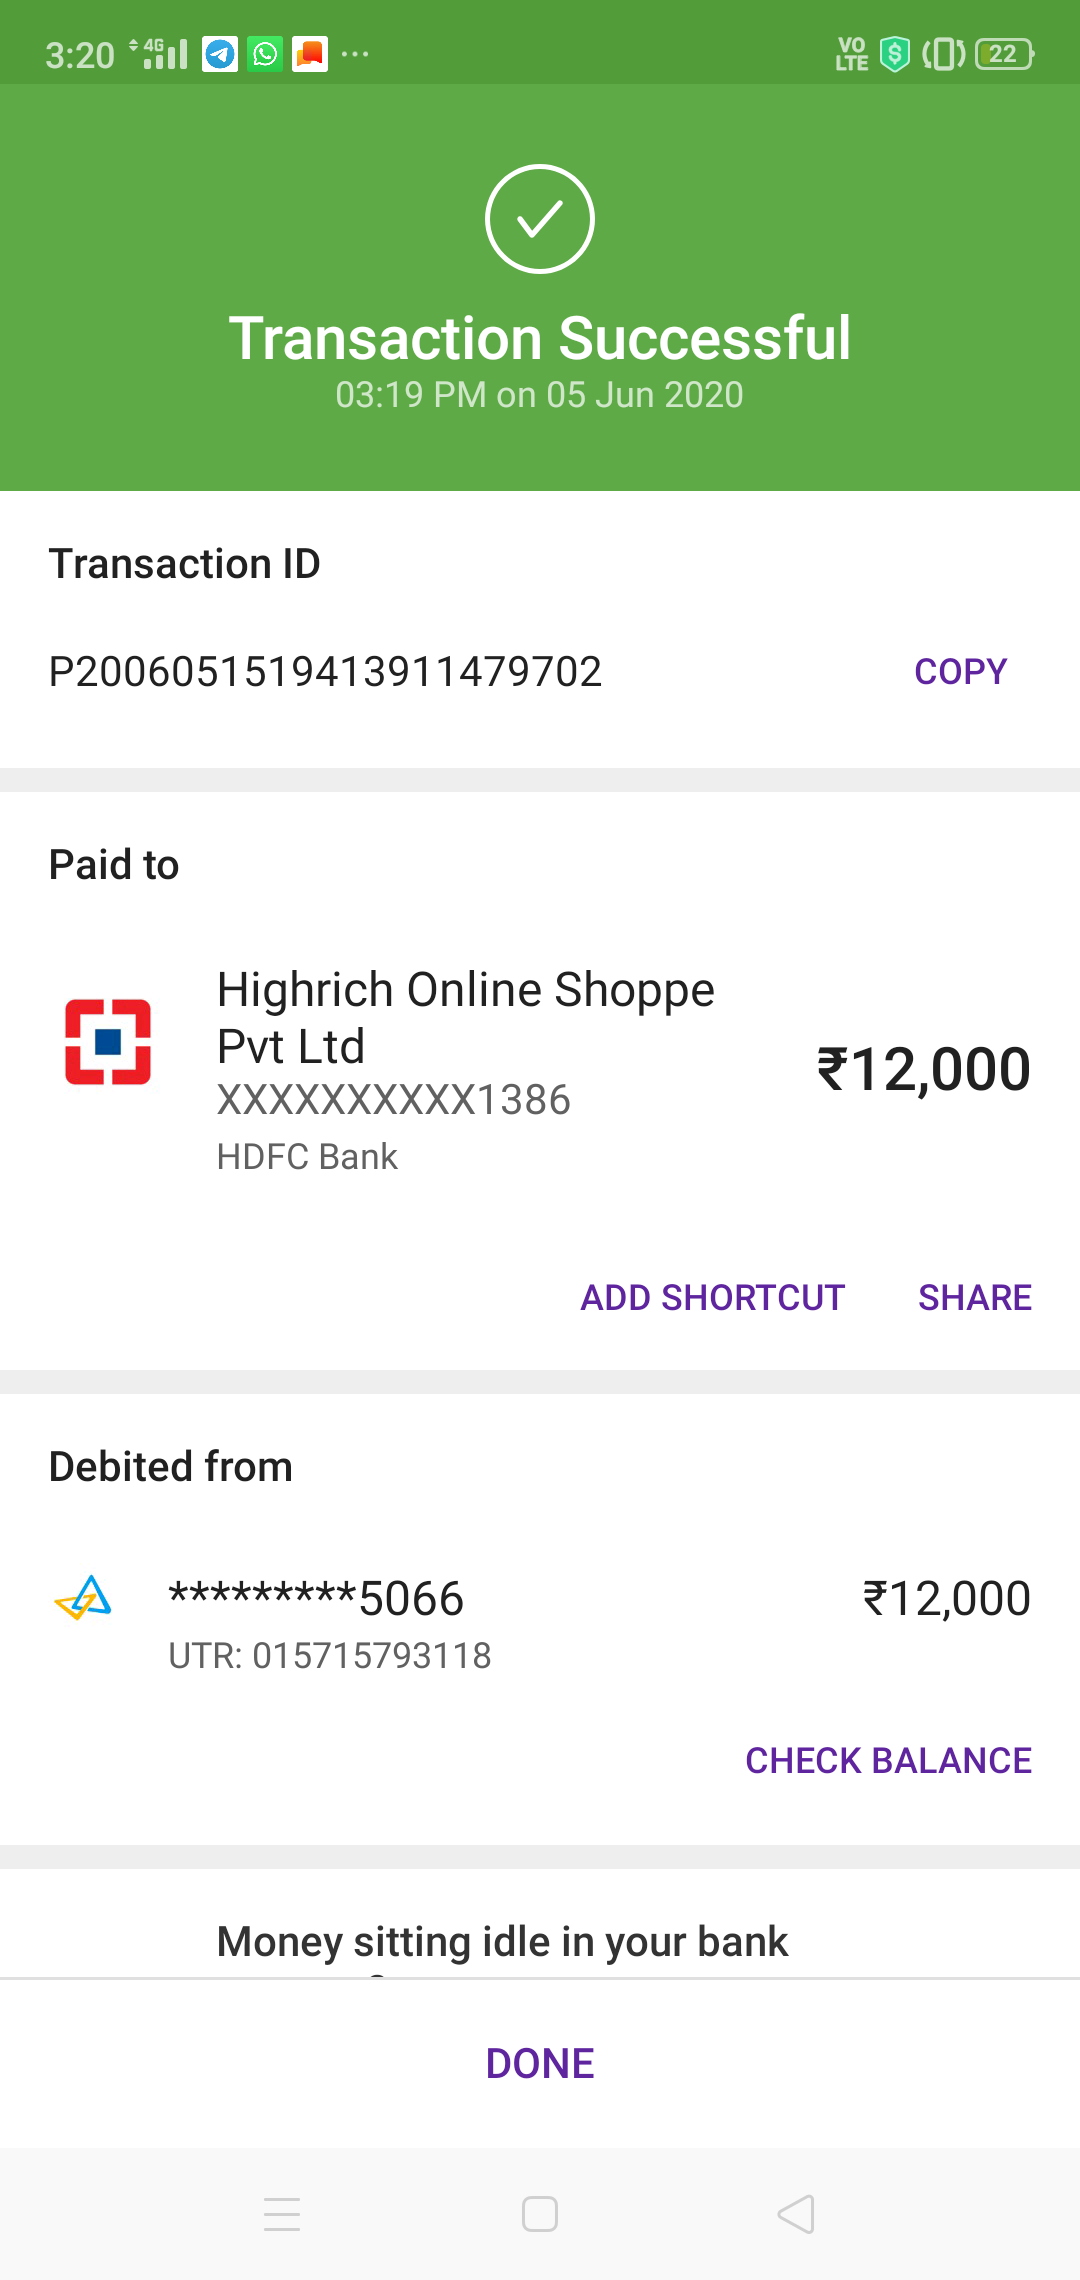 3:20 4G ... VO LTE 22
Transaction Successful
03:19 PM on 05 Jun 2020
Transaction ID
P2006051519413911479702 COPY
Paid to
Highrich Online Shoppe
Pvt Ltd
₹12,000
XXXXXXXXXX1386
HDFC Bank
ADD SHORTCUT SHARE
Debited from
*********5066 ₹12,000
UTR: 015715793118
CHECK BALANCE
Money sitting idle in your bank
DONE